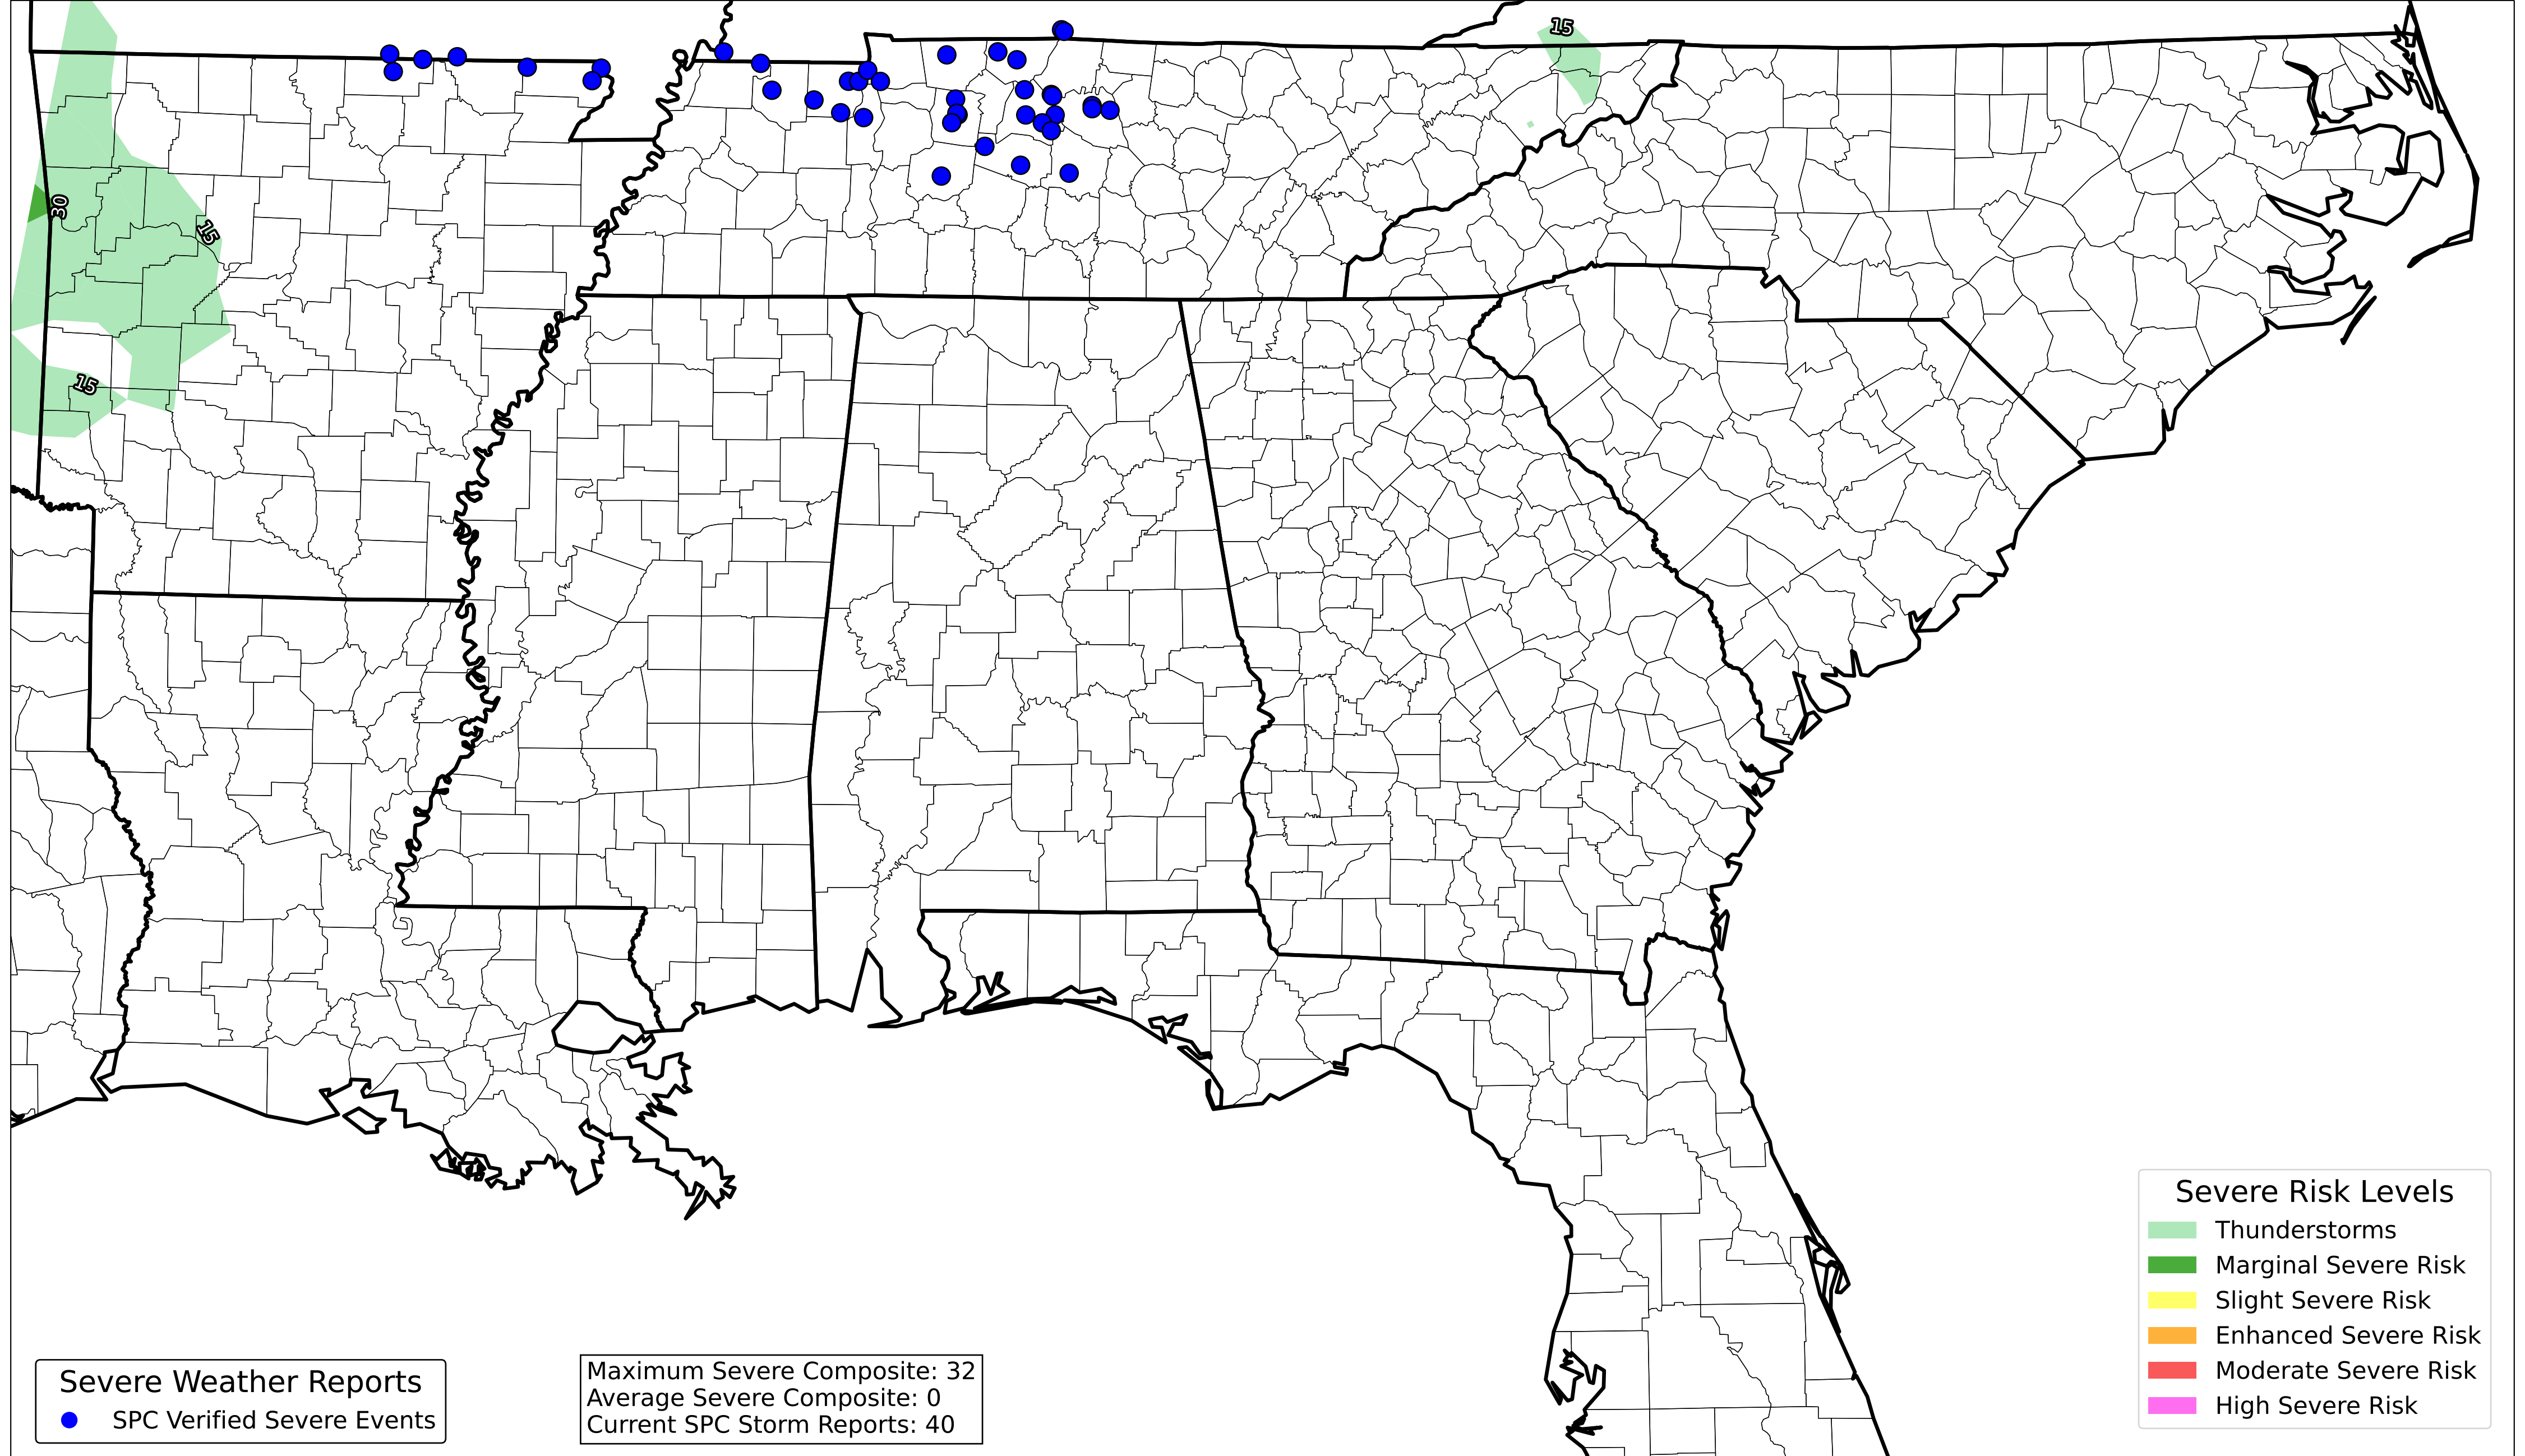 15
30
15
15
Severe Weather Reports
SPC Verified Severe Events
Maximum Severe Composite: 32
Average Severe Composite: 0
Current SPC Storm Reports: 40
Severe Risk Levels
Thunderstorms
Marginal Severe Risk
Slight Severe Risk
Enhanced Severe Risk
Moderate Severe Risk
High Severe Risk